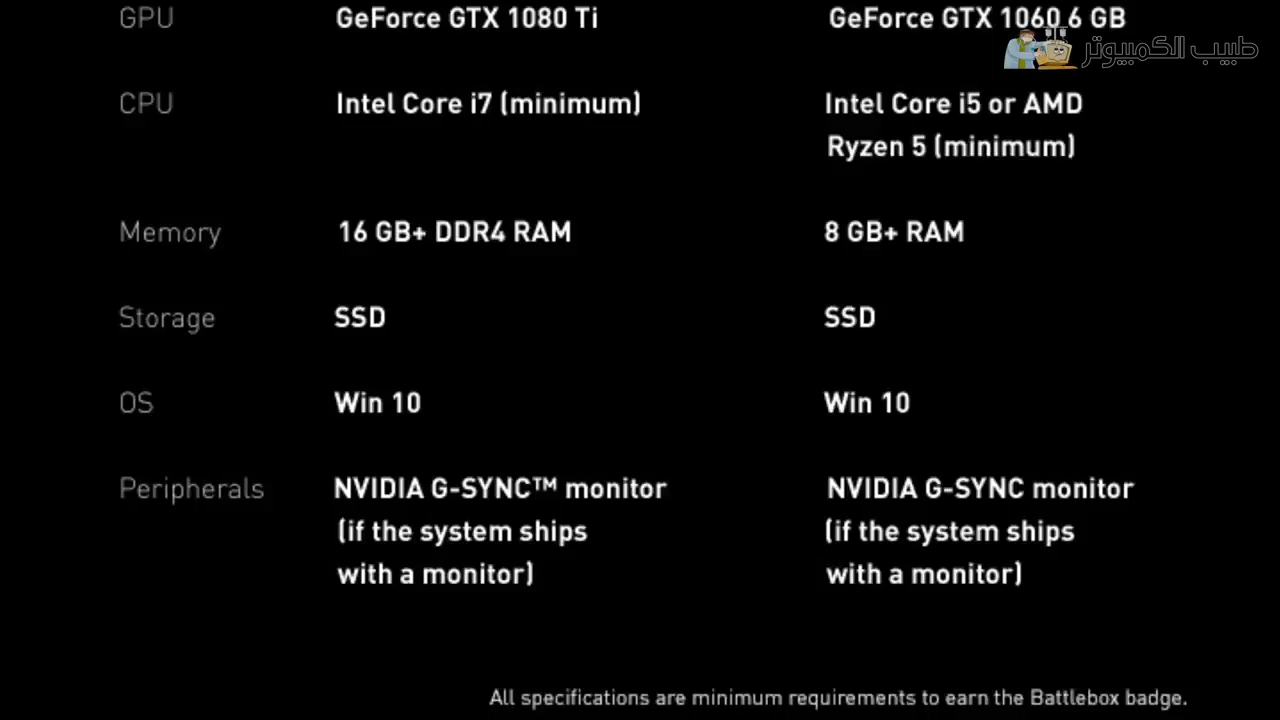 GPU GeForce GTX 1080 Ti GeForce GTX 1060 6 GB
طبيب الكمبيوتر
CPU Intel Core i7 (minimum) Intel Core i5 or AMD
Ryzen 5 (minimum)
Memory 16 GB+ DDR4 RAM 8 GB+ RAM
Storage SSD SSD
OS Win 10 Win 10
Peripherals NVIDIA G-SYNC™ monitor NVIDIA G-SYNC monitor
(if the system ships (if the system ships
with a monitor) with a monitor)
All specifications are minimum requirements to earn the Battlebox badge.